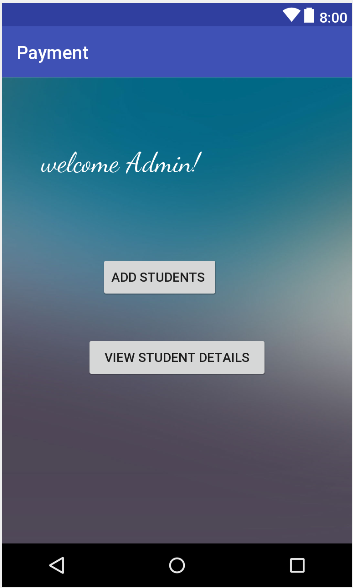 8:00
Payment
welcome Admin!
ADD STUDENTS
VIEW STUDENT DETAILS